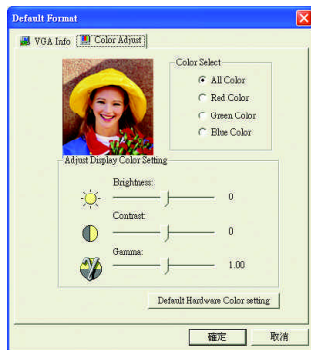 Default Format
VGA Info Color Adjust
Color Select
All Color
Red Color
Green Color
Blue Color
Adjust Display Color Setting
Brightness:
0
Contrast:
0
Gamma:
1.00
Default Hardware Color setting
確定 取消